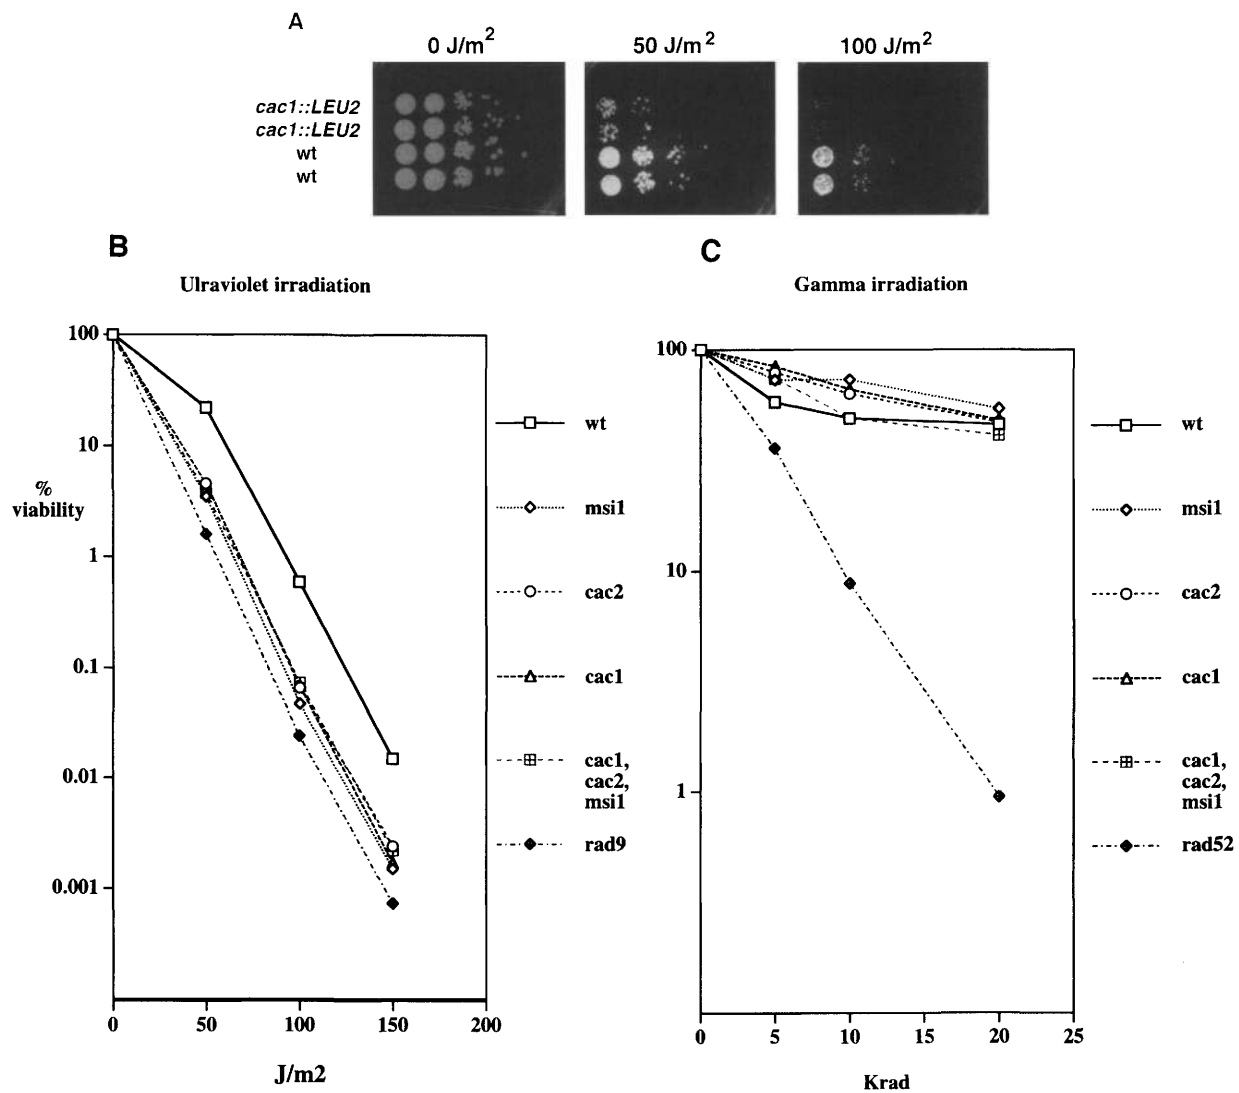 A
0 J/m2
50 J/m2
100 J/m2
cac1::LEU2
cac1::LEU2
wt
wt
B
Ulraviolet irradiation
% viability
100
10
1
0.1
0.01
0.001
0
50
100
150
200
J/m2
wt
msi1
cac2
cac1
cac1,
cac2,
msi1
rad9
C
Gamma irradiation
100
10
1
0
5
10
15
20
25
Krad
wt
msi1
cac2
cac1
cac1,
cac2,
msi1
rad52